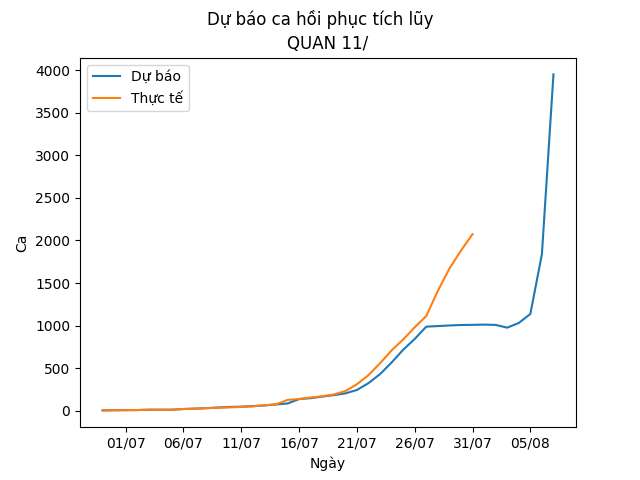 Dự báo ca hồi phục tích lũy
QUAN 11/
Dự báo
Thực tế
4000
3500
3000
2500
2000
1500
1000
500
0
Ca
01/07 06/07 11/07 16/07 21/07 26/07 31/07 05/08
Ngày